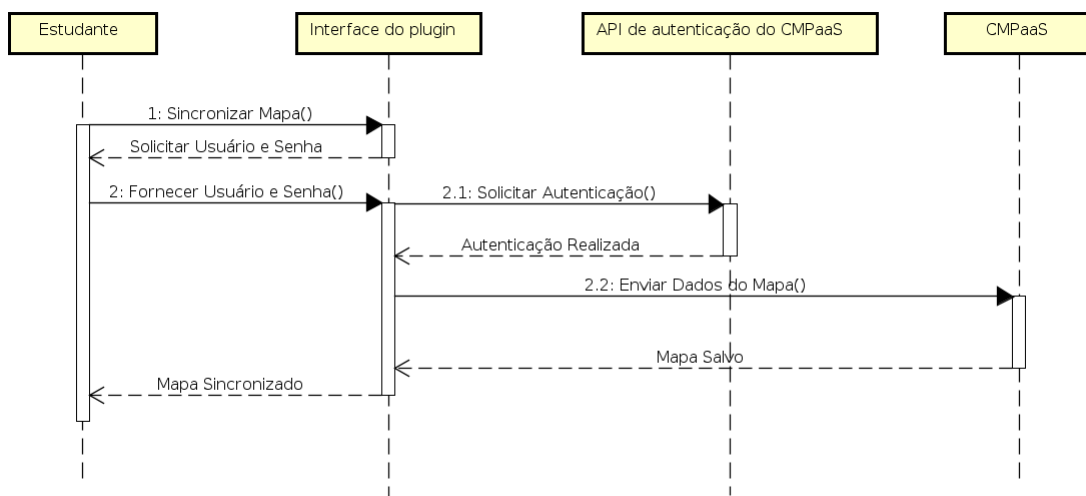 Estudante
Interface do plugin
API de autenticação do CMPaaS
CMPaaS
1: Sincronizar Mapa()
Solicitar Usuário e Senha
2: Fornecer Usuário e Senha()
2.1: Solicitar Autenticação()
Autenticação Realizada
2.2: Enviar Dados do Mapa()
Mapa Salvo
Mapa Sincronizado